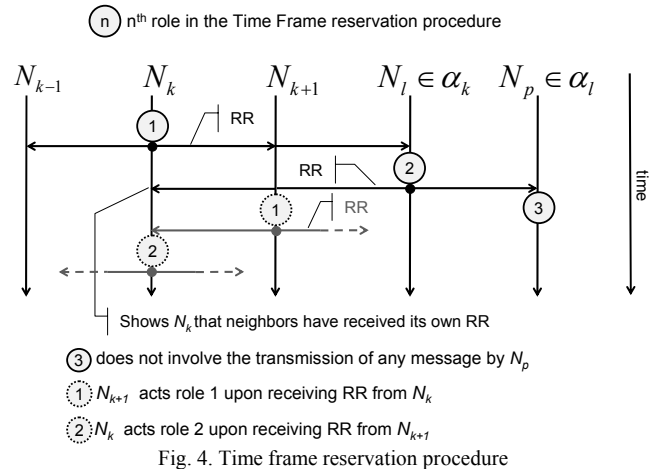 n nth role in the Time Frame reservation procedure
Nk−1 Nk Nk+1 Nl ∈ αk Np ∈ αl
1 RR
RR 2
1 RR 3
2
time
Shows Nk that neighbors have received its own RR
3 does not involve the transmission of any message by Np
1 Nk+1 acts role 1 upon receiving RR from Nk
2 Nk acts role 2 upon receiving RR from Nk+1
Fig. 4. Time frame reservation procedure